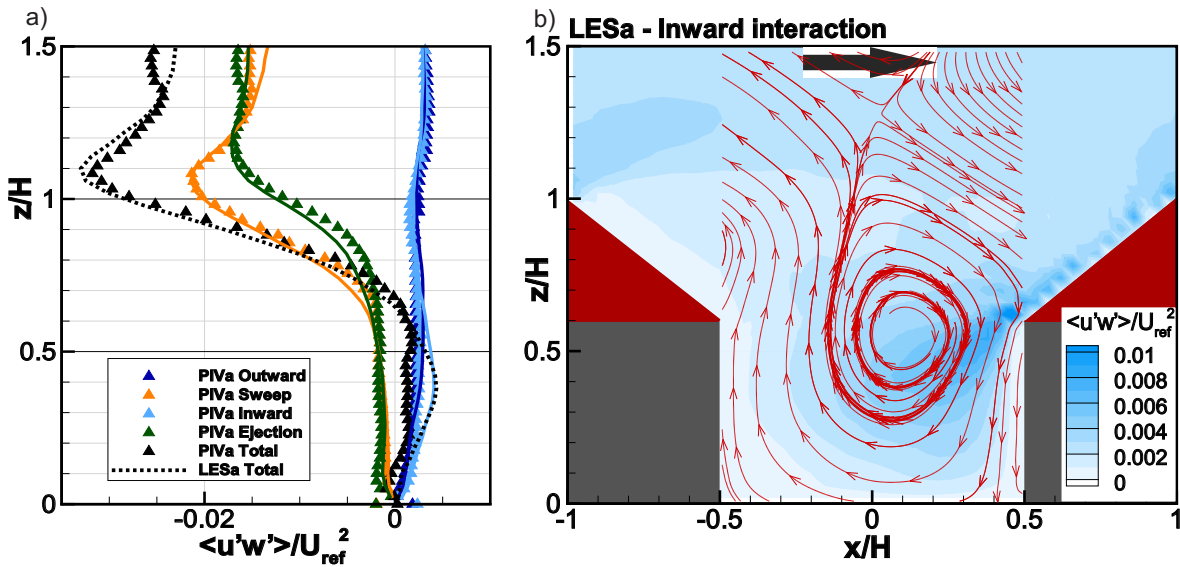 a)
1.5
1
0.5
0
z/H
PIVa Outward
PIVa Sweep
PIVa Inward
PIVa Ejection
PIVa Total
LESa Total
-0.02
0
<u'w'>/U_ref^2
b)
LESa - Inward interaction
1.5
1
0.5
0
z/H
<u'w'>/U_ref^2
0.01
0.008
0.006
0.004
0.002
0
-1
-0.5
0
0.5
1
x/H